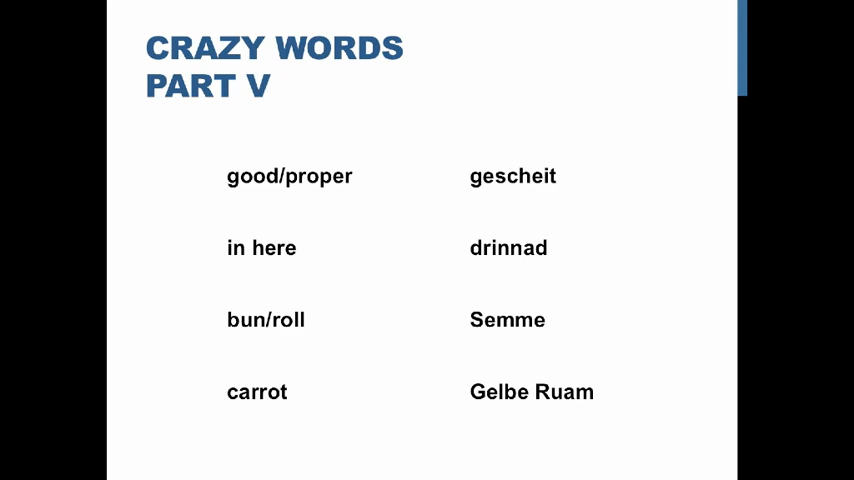 CRAZY WORDS
PART V
good/proper gescheit
in here drinnad
bun/roll Semme
carrot Gelbe Ruam